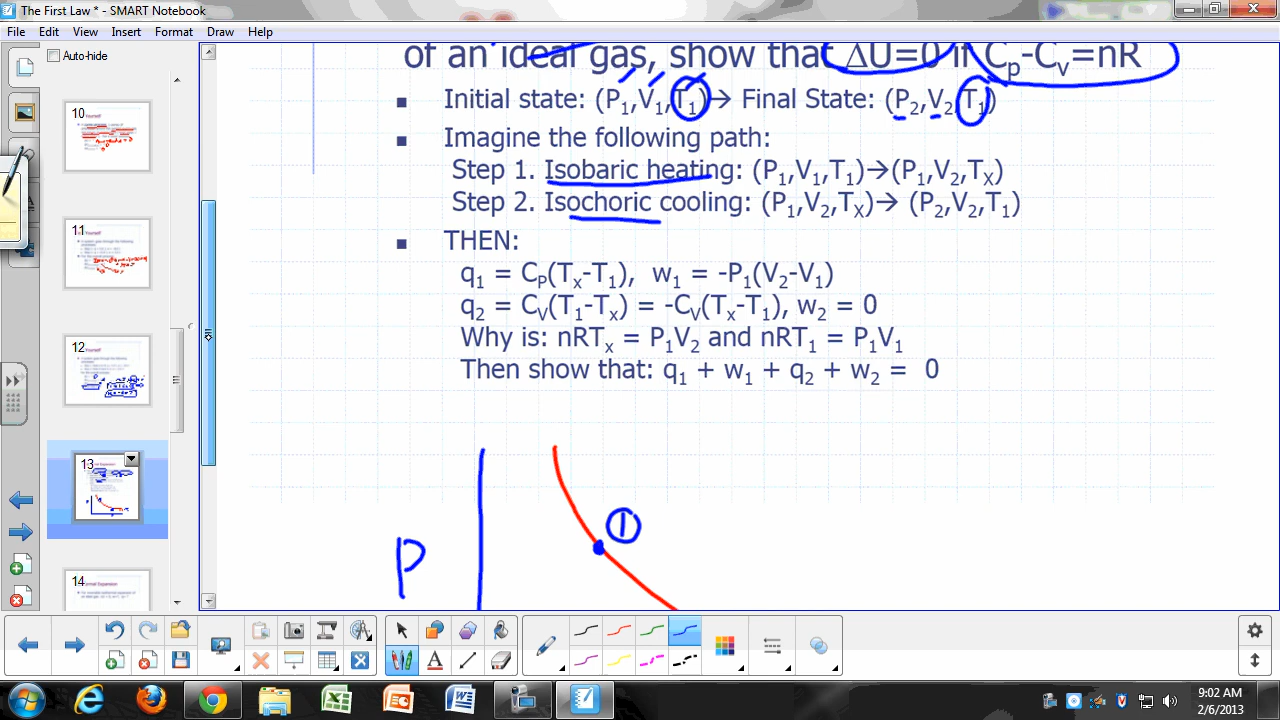 The First Law * - SMART Notebook
File Edit View Insert Format Draw Help
Auto-hide
10
11
12
13
14
of an ideal gas, show that ΔU=0 if Cp-Cv=nR
▪ Initial state: (P1,V1,T1)→ Final State: (P2,V2,T1)
▪ Imagine the following path:
Step 1. Isobaric heating: (P1,V1,T1)→(P1,V2,TX)
Step 2. Isochoric cooling: (P1,V2,TX)→ (P2,V2,T1)
▪ THEN:
q1 = CP(Tx-T1), w1 = -P1(V2-V1)
q2 = CV(T1-Tx) = -CV(Tx-T1), w2 = 0
Why is: nRTx = P1V2 and nRT1 = P1V1
Then show that: q1 + w1 + q2 + w2 = 0
①
P
9:02 AM
2/6/2013